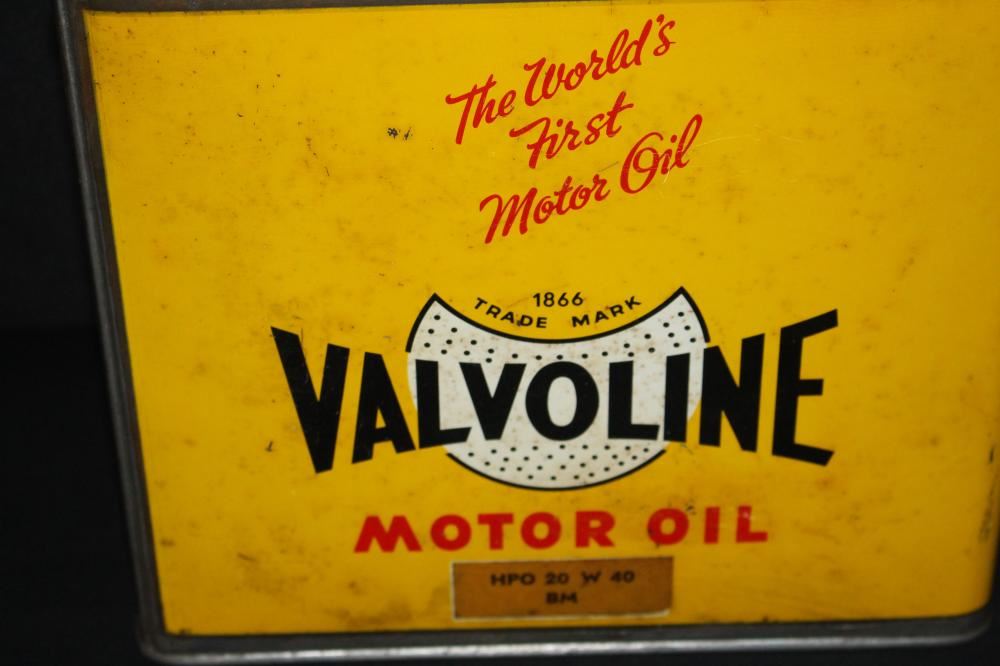 The World's
First
Motor Oil
1866
TRADE MARK
VALVOLINE
MOTOR OIL
HPO 20 W 40
BM